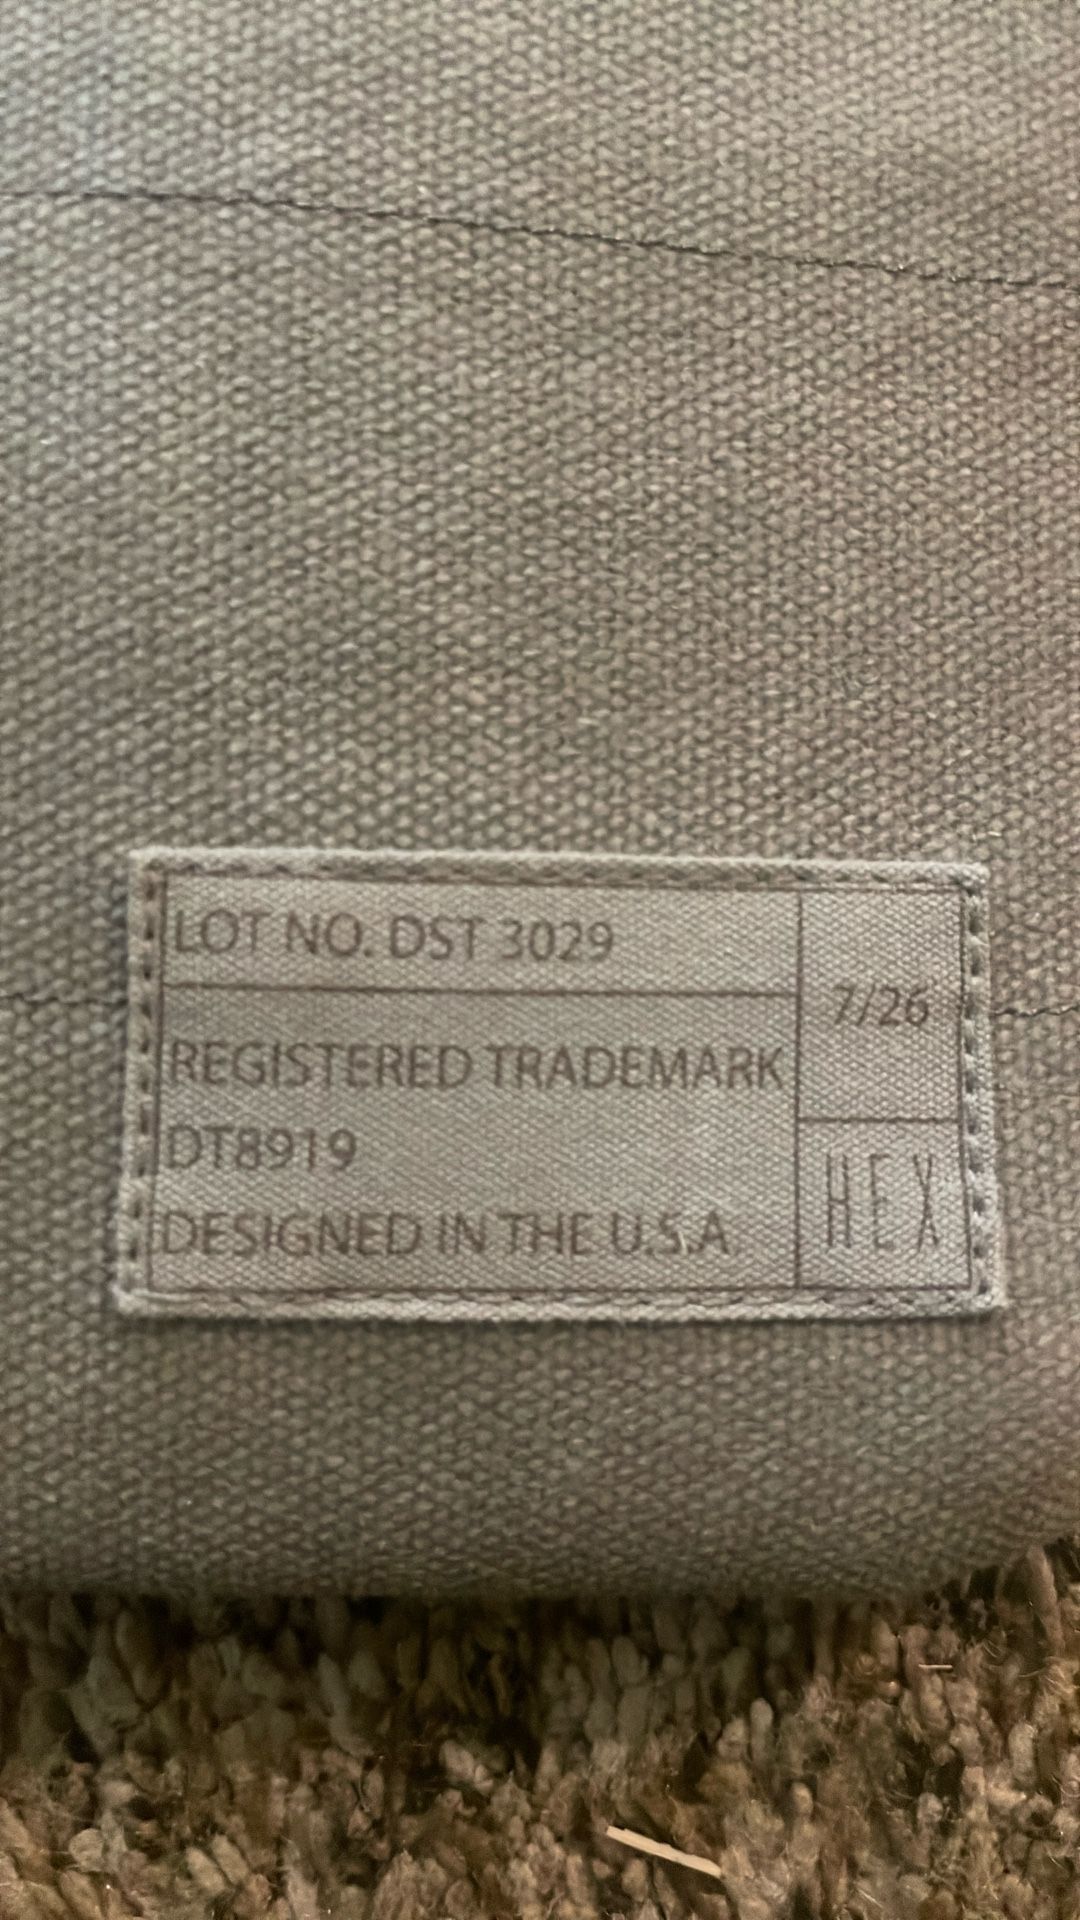 LOT NO. DST 3029
7/26
REGISTERED TRADEMARK
DT8919
DESIGNED IN THE U.S.A
HEX